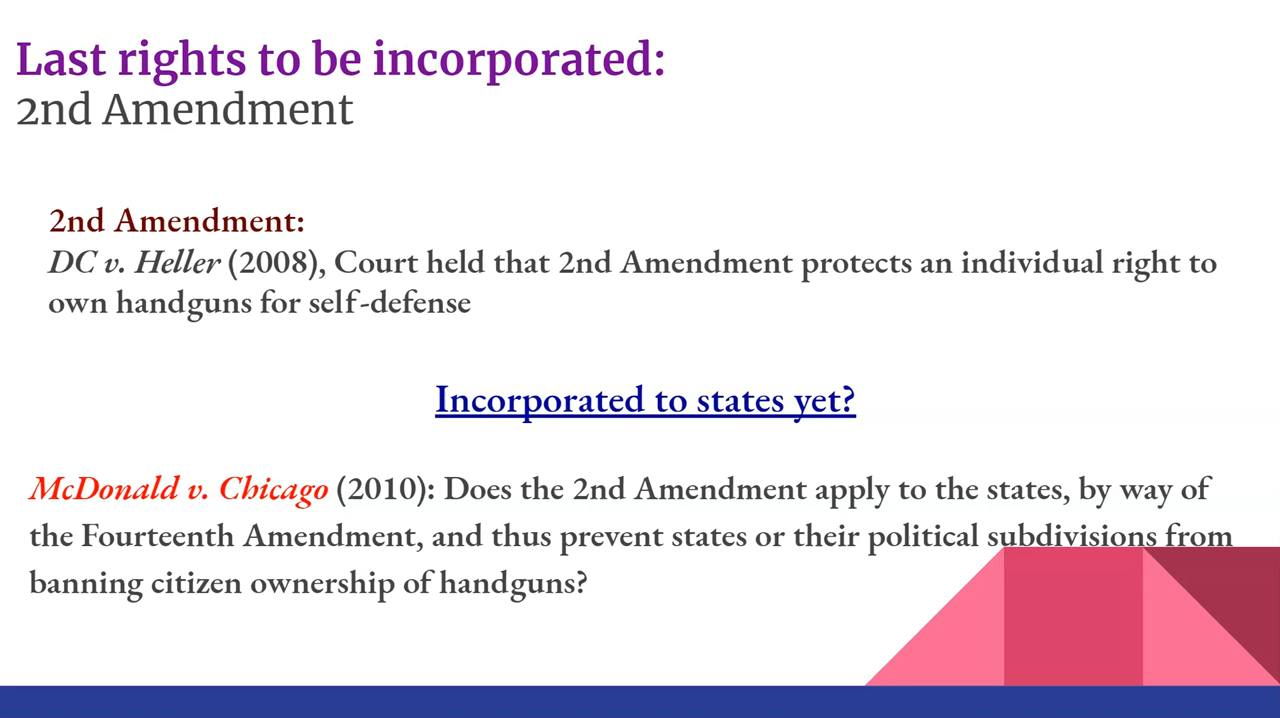 Last rights to be incorporated:
2nd Amendment
2nd Amendment:
DC v. Heller (2008), Court held that 2nd Amendment protects an individual right to
own handguns for self-defense
Incorporated to states yet?
McDonald v. Chicago (2010): Does the 2nd Amendment apply to the states, by way of
the Fourteenth Amendment, and thus prevent states or their political subdivisions from
banning citizen ownership of handguns?